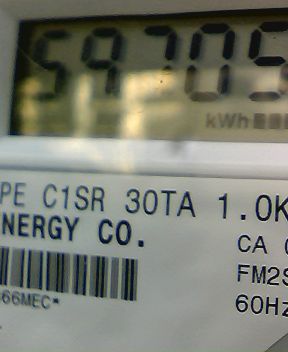 59705
kWh
PE C1SR 30TA 1.0K
NERGY CO.
CA
FM2S
60Hz
66MEC*